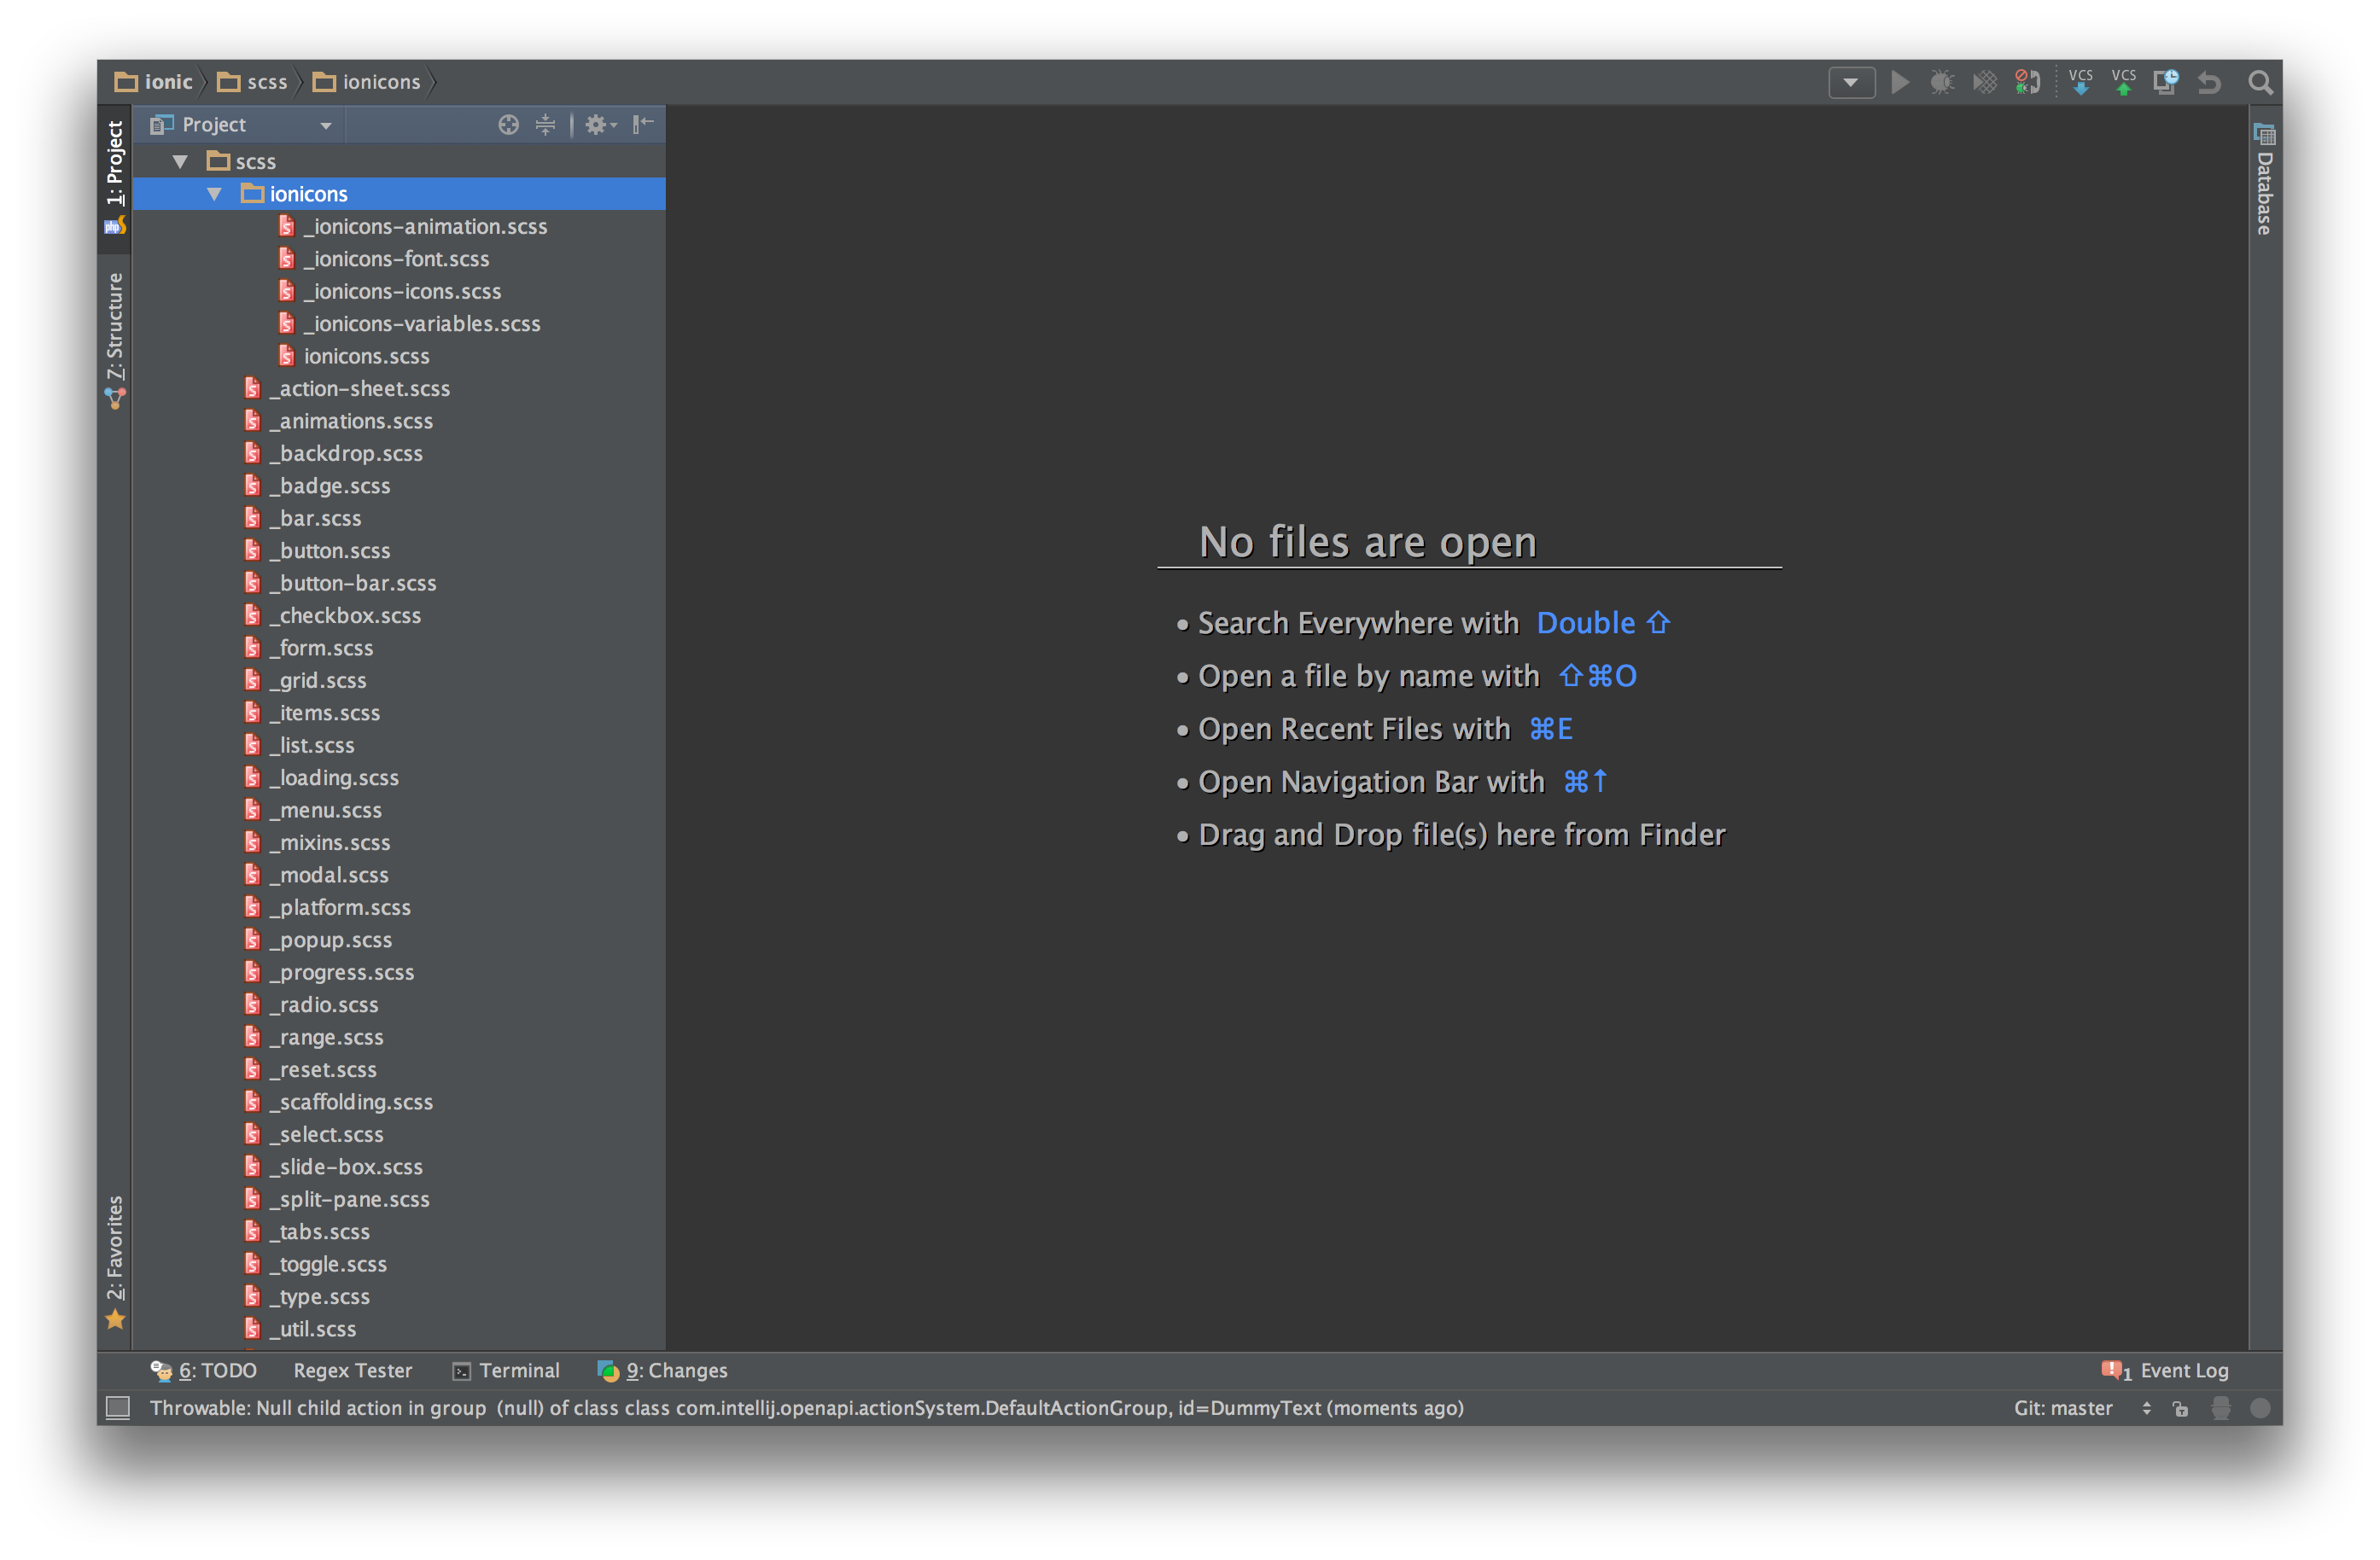 ionic scss ionicons
VCS VCS
1: Project
php
7: Structure
2: Favorites
Project
scss
ionicons
_ionicons-animation.scss
_ionicons-font.scss
_ionicons-icons.scss
_ionicons-variables.scss
ionicons.scss
_action-sheet.scss
_animations.scss
_backdrop.scss
_badge.scss
_bar.scss
_button.scss
_button-bar.scss
_checkbox.scss
_form.scss
_grid.scss
_items.scss
_list.scss
_loading.scss
_menu.scss
_mixins.scss
_modal.scss
_platform.scss
_popup.scss
_progress.scss
_radio.scss
_range.scss
_reset.scss
_scaffolding.scss
_select.scss
_slide-box.scss
_split-pane.scss
_tabs.scss
_toggle.scss
_type.scss
_util.scss
No files are open
• Search Everywhere with Double ⇧
• Open a file by name with ⇧⌘O
• Open Recent Files with ⌘E
• Open Navigation Bar with ⌘↑
• Drag and Drop file(s) here from Finder
Database
6: TODO Regex Tester Terminal 9: Changes 1 Event Log
Throwable: Null child action in group (null) of class class com.intellij.openapi.actionSystem.DefaultActionGroup, id=DummyText (moments ago) Git: master